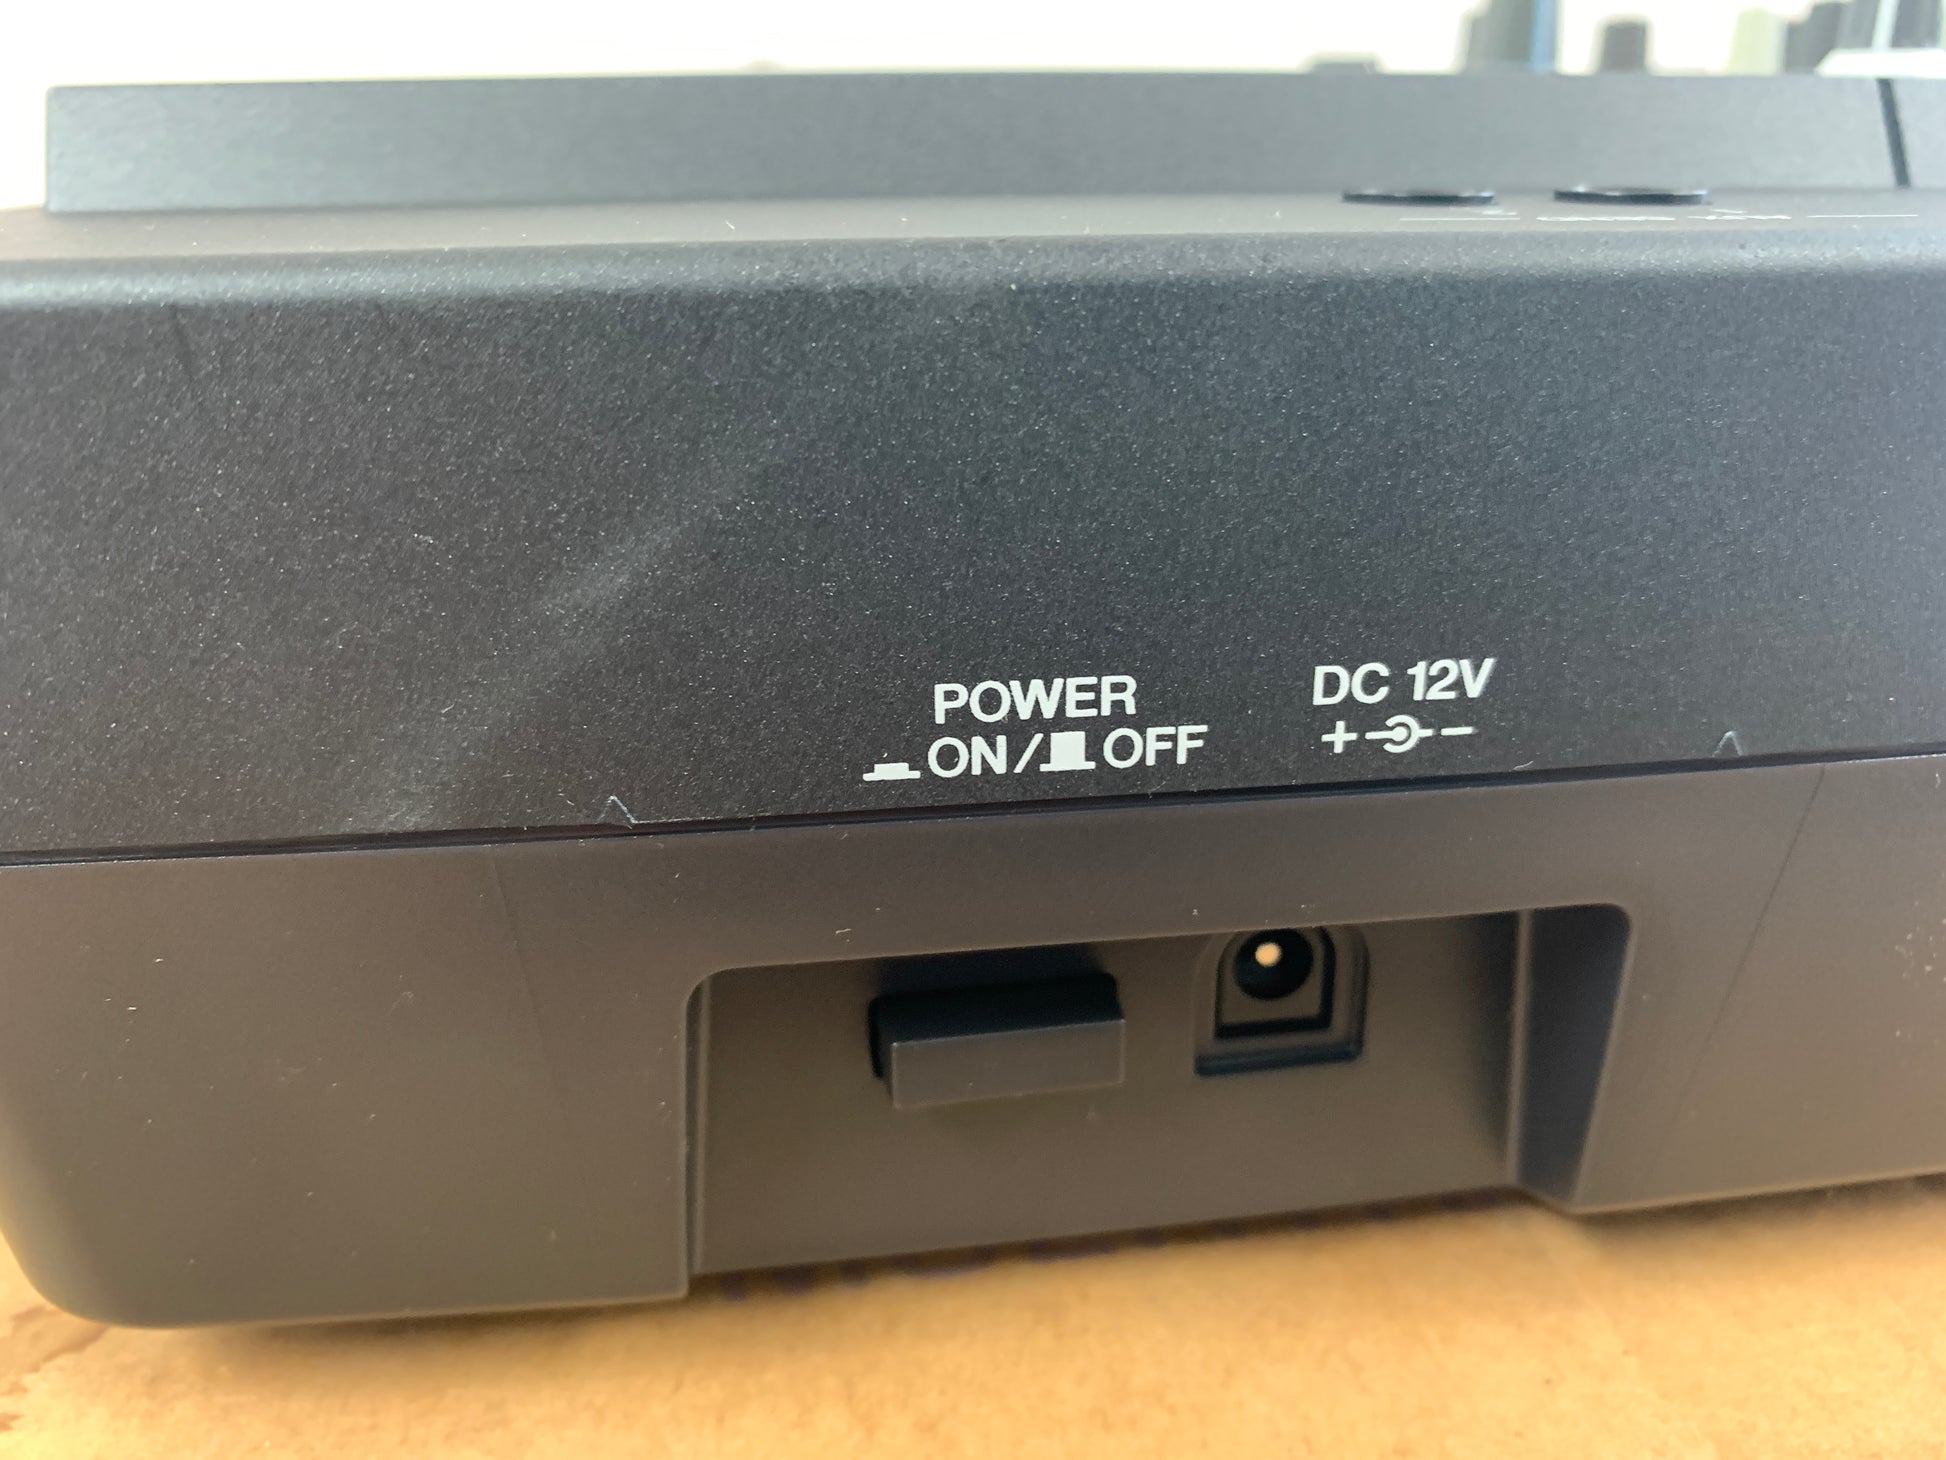 POWER
ON/OFF
DC 12V
+ -